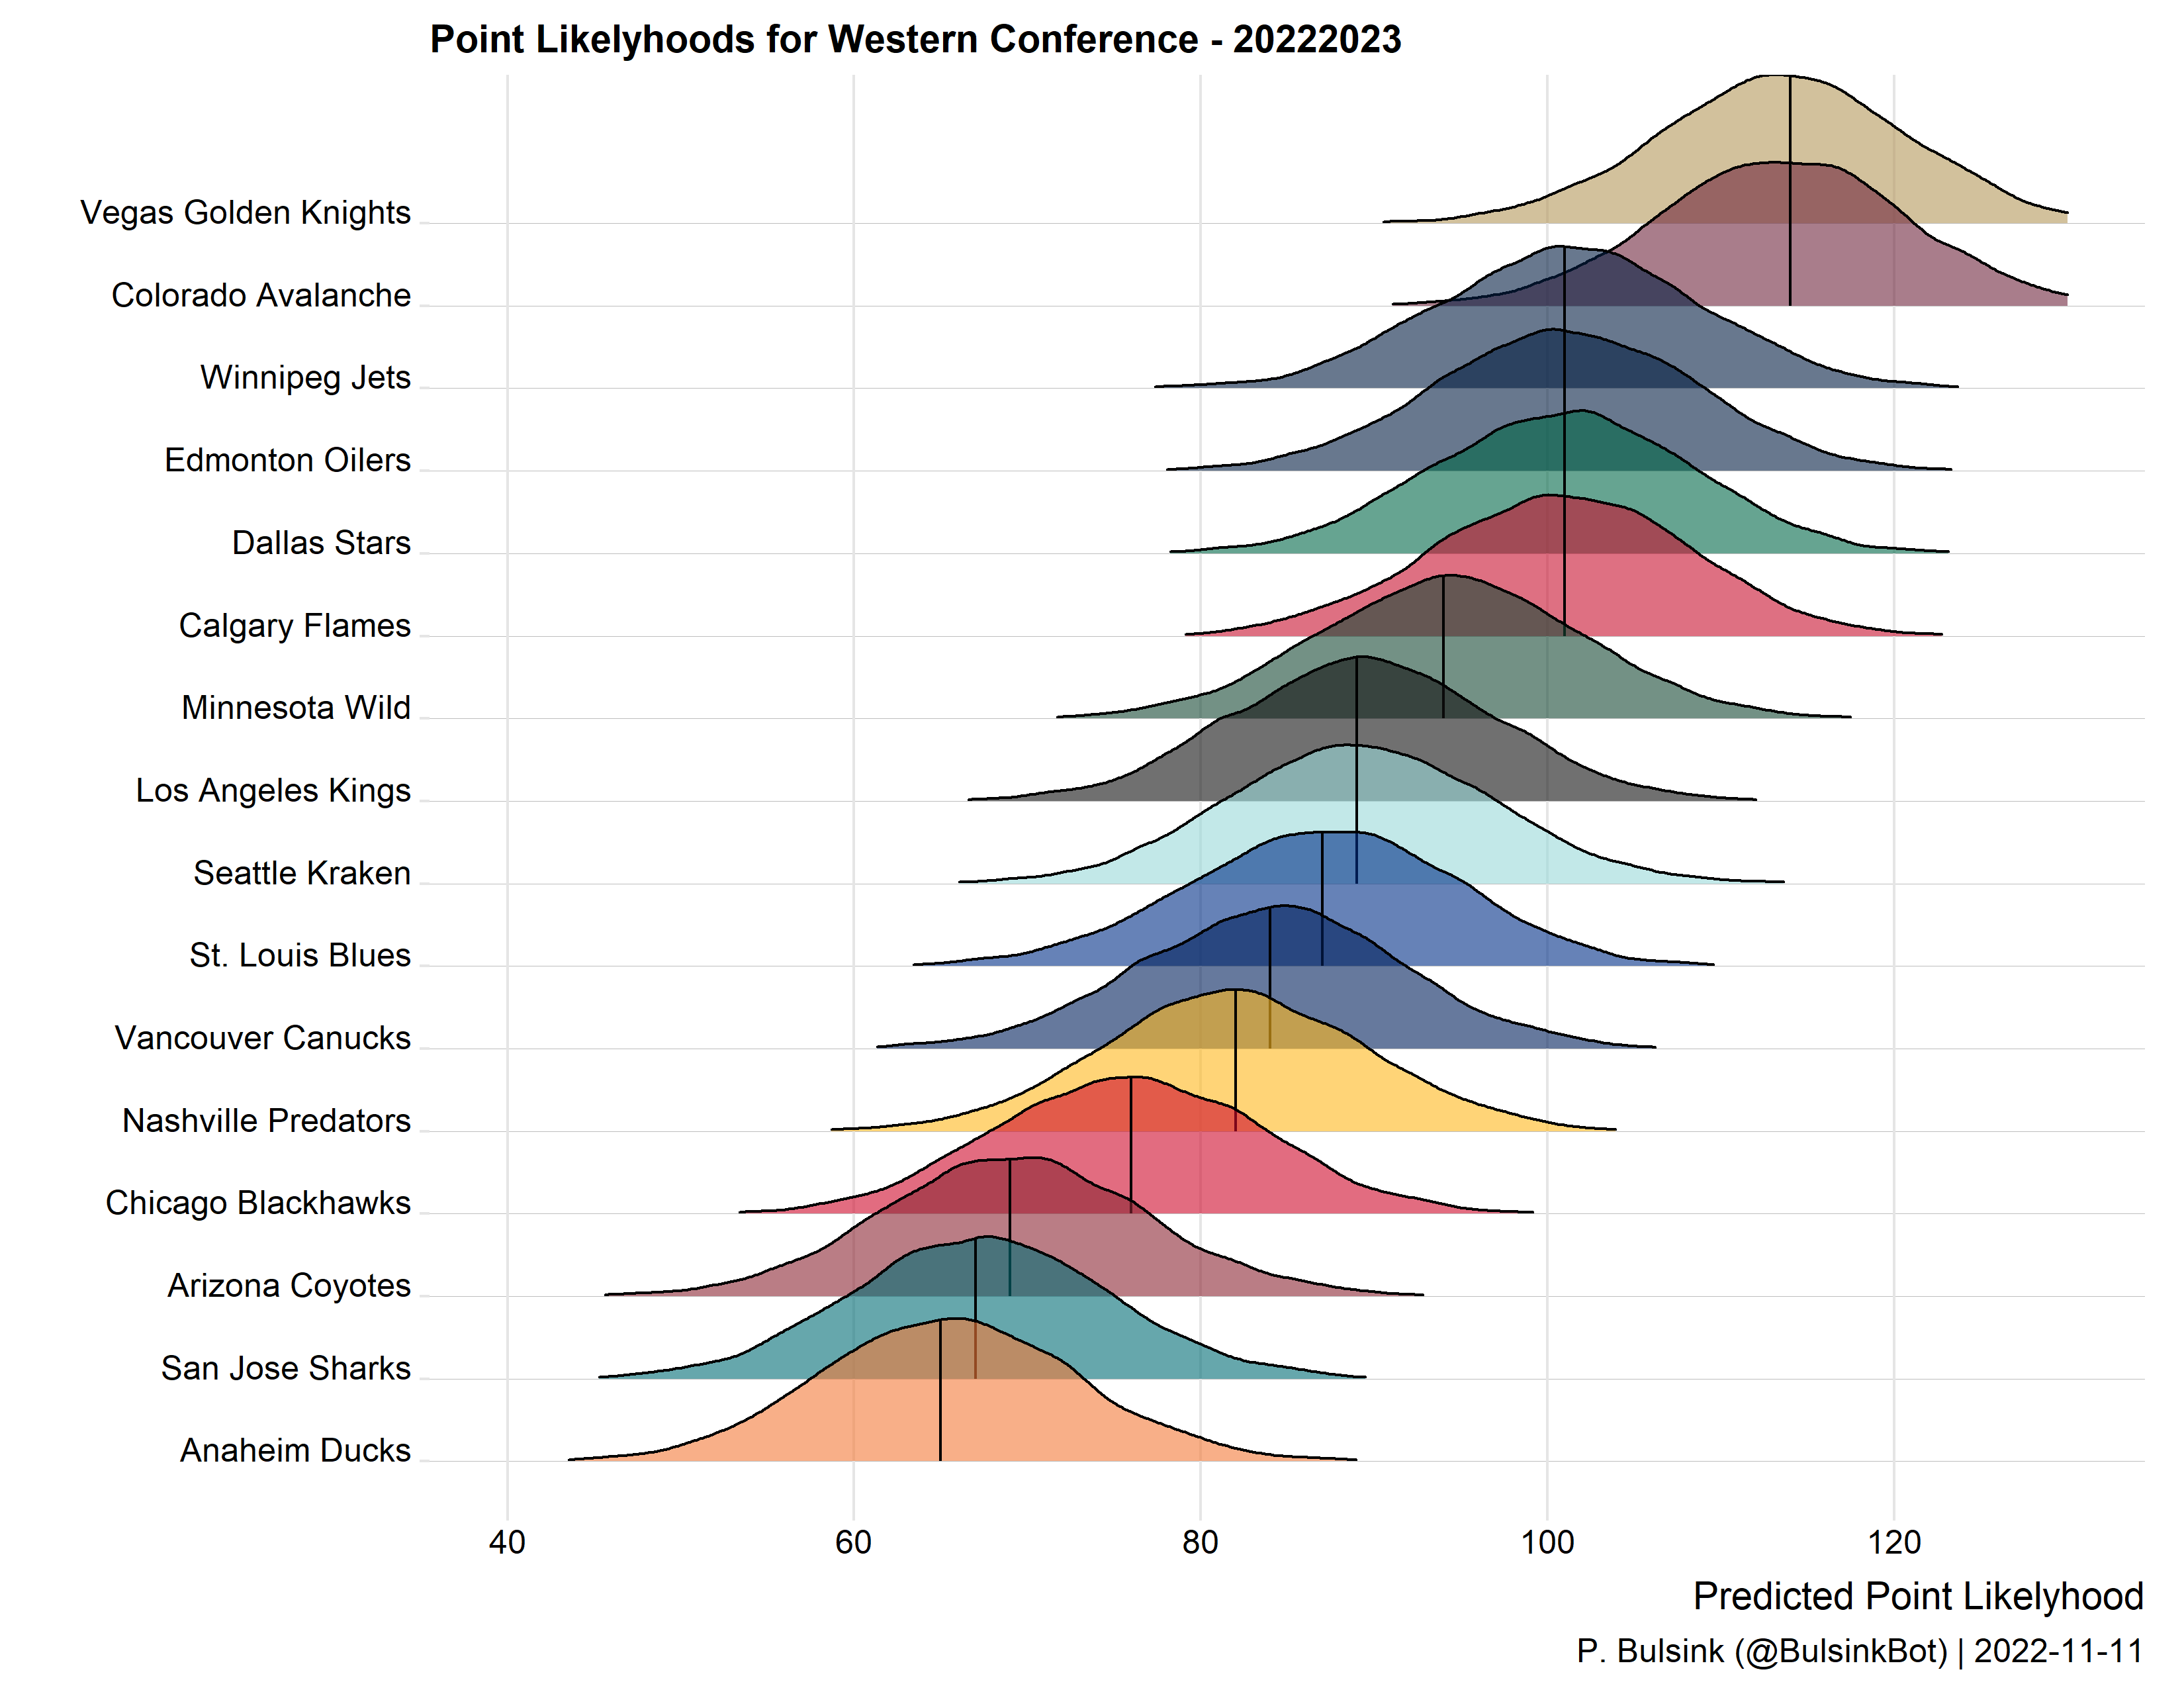 Point Likelyhoods for Western Conference - 20222023
Vegas Golden Knights
Colorado Avalanche
Winnipeg Jets
Edmonton Oilers
Dallas Stars
Calgary Flames
Minnesota Wild
Los Angeles Kings
Seattle Kraken
St. Louis Blues
Vancouver Canucks
Nashville Predators
Chicago Blackhawks
Arizona Coyotes
San Jose Sharks
Anaheim Ducks
40 60 80 100 120
Predicted Point Likelyhood
P. Bulsink (@BulsinkBot) | 2022-11-11